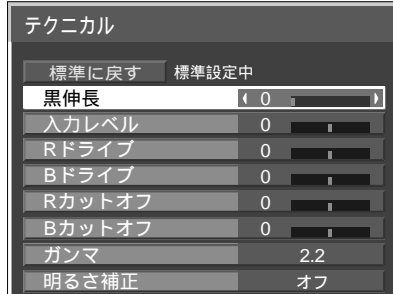 テクニカル
標準に戻す 標準設定中
黒伸長 0
入力レベル 0
Rドライブ 0
Bドライブ 0
Rカットオフ 0
Bカットオフ 0
ガンマ 2.2
明るさ補正 オフ